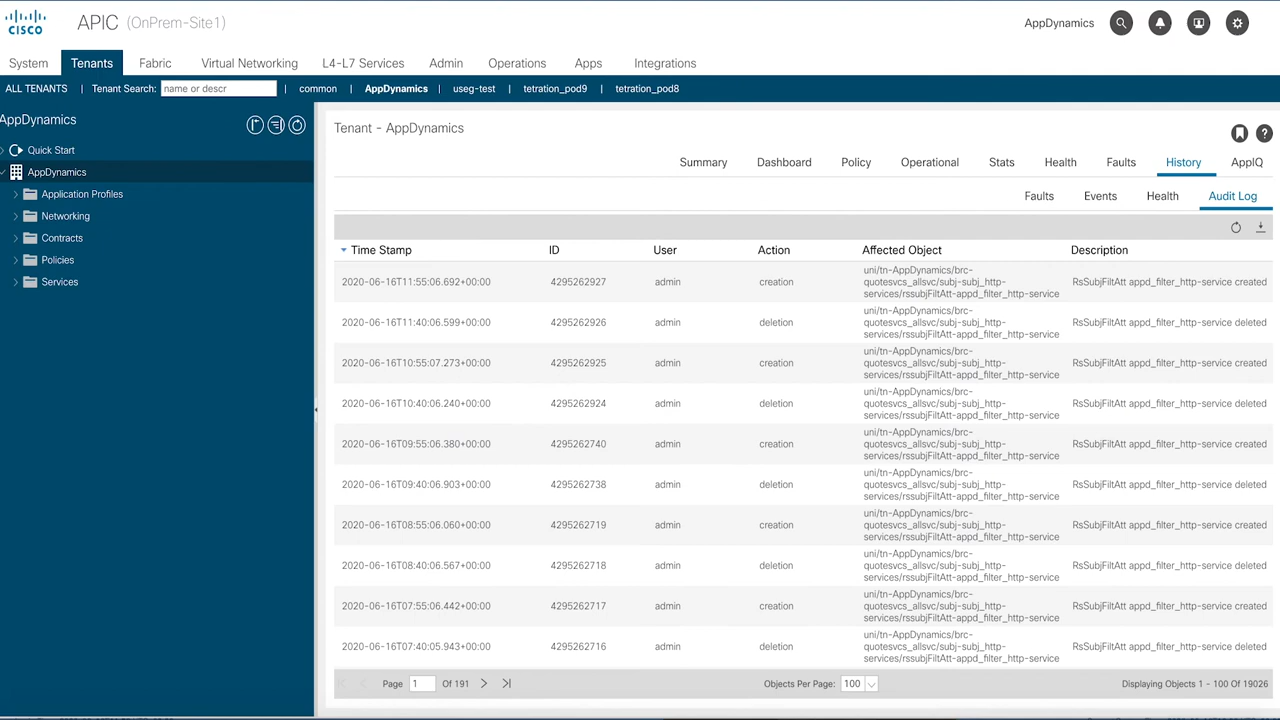 CISCO
APIC (OnPrem-Site1)
AppDynamics
System Tenants Fabric Virtual Networking L4-L7 Services Admin Operations Apps Integrations
ALL TENANTS | Tenant Search: name or descr | common | AppDynamics | useg-test | tetration_pod9 | tetration_pod8
AppDynamics
Quick Start
AppDynamics
Application Profiles
Networking
Contracts
Policies
Services
Tenant - AppDynamics
Summary Dashboard Policy Operational Stats Health Faults History AppIQ
Faults Events Health Audit Log
Time Stamp ID User Action Affected Object Description
uni/tn-AppDynamics/brc-
2020-06-16T11:55:06.692+00:00 4295262927 admin creation quotesvcs_allsvc/subj-subj_http- RsSubjFiltAtt appd_filter_http-service created
services/rssubjFiltAtt-appd_filter_http-service
uni/tn-AppDynamics/brc-
2020-06-16T11:40:06.599+00:00 4295262926 admin deletion quotesvcs_allsvc/subj-subj_http- RsSubjFiltAtt appd_filter_http-service deleted
services/rssubjFiltAtt-appd_filter_http-service
uni/tn-AppDynamics/brc-
2020-06-16T10:55:07.273+00:00 4295262925 admin creation quotesvcs_allsvc/subj-subj_http- RsSubjFiltAtt appd_filter_http-service created
services/rssubjFiltAtt-appd_filter_http-service
uni/tn-AppDynamics/brc-
2020-06-16T10:40:06.240+00:00 4295262924 admin deletion quotesvcs_allsvc/subj-subj_http- RsSubjFiltAtt appd_filter_http-service deleted
services/rssubjFiltAtt-appd_filter_http-service
uni/tn-AppDynamics/brc-
2020-06-16T09:55:06.380+00:00 4295262740 admin creation quotesvcs_allsvc/subj-subj_http- RsSubjFiltAtt appd_filter_http-service created
services/rssubjFiltAtt-appd_filter_http-service
uni/tn-AppDynamics/brc-
2020-06-16T09:40:06.903+00:00 4295262738 admin deletion quotesvcs_allsvc/subj-subj_http- RsSubjFiltAtt appd_filter_http-service deleted
services/rssubjFiltAtt-appd_filter_http-service
uni/tn-AppDynamics/brc-
2020-06-16T08:55:06.060+00:00 4295262719 admin creation quotesvcs_allsvc/subj-subj_http- RsSubjFiltAtt appd_filter_http-service created
services/rssubjFiltAtt-appd_filter_http-service
uni/tn-AppDynamics/brc-
2020-06-16T08:40:06.567+00:00 4295262718 admin deletion quotesvcs_allsvc/subj-subj_http- RsSubjFiltAtt appd_filter_http-service deleted
services/rssubjFiltAtt-appd_filter_http-service
uni/tn-AppDynamics/brc-
2020-06-16T07:55:06.442+00:00 4295262717 admin creation quotesvcs_allsvc/subj-subj_http- RsSubjFiltAtt appd_filter_http-service created
services/rssubjFiltAtt-appd_filter_http-service
uni/tn-AppDynamics/brc-
2020-06-16T07:40:05.943+00:00 4295262716 admin deletion quotesvcs_allsvc/subj-subj_http- RsSubjFiltAtt appd_filter_http-service deleted
services/rssubjFiltAtt-appd_filter_http-service
Page 1 Of 191 Objects Per Page: 100 Displaying Objects 1 - 100 Of 19026